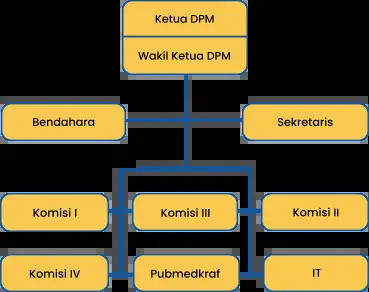 Ketua DPM
Wakil Ketua DPM
Bendahara
Sekretaris
Komisi I
Komisi III
Komisi II
Komisi IV
Pubmedkraf
IT